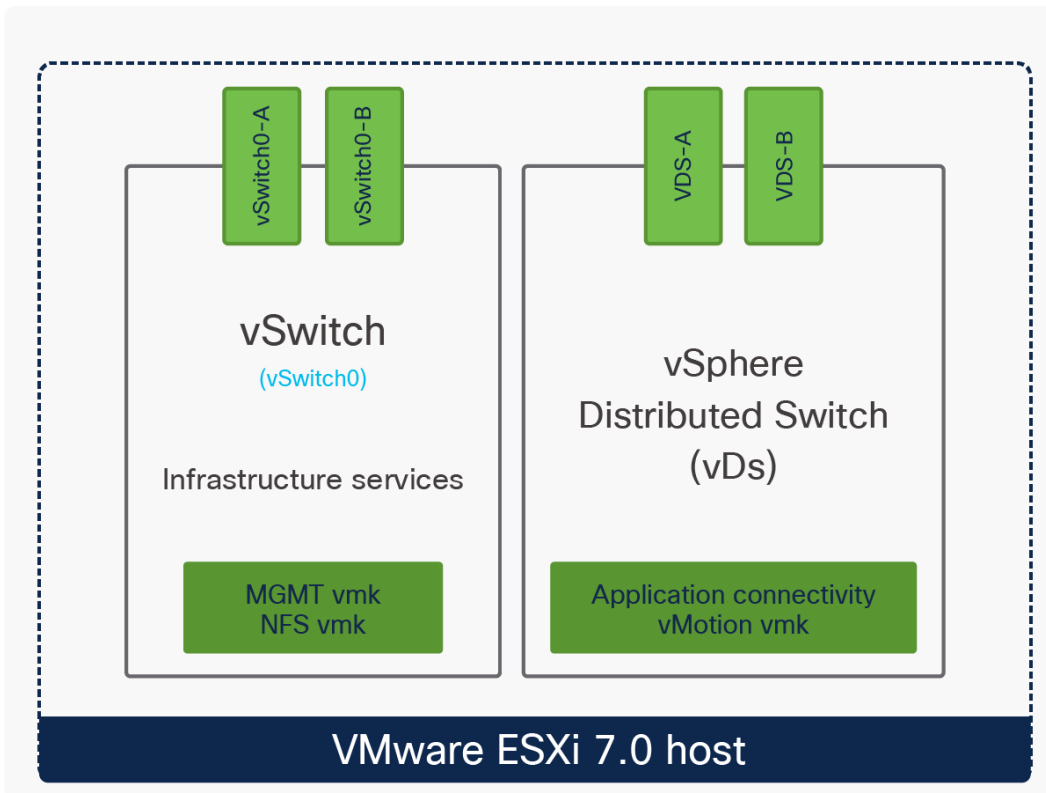 vSwitch0-A
vSwitch0-B
VDS-A
VDS-B
vSwitch
(vSwitch0)
Infrastructure services
MGMT vmk
NFS vmk
vSphere
Distributed Switch
(vDs)
Application connectivity
vMotion vmk
VMware ESXi 7.0 host